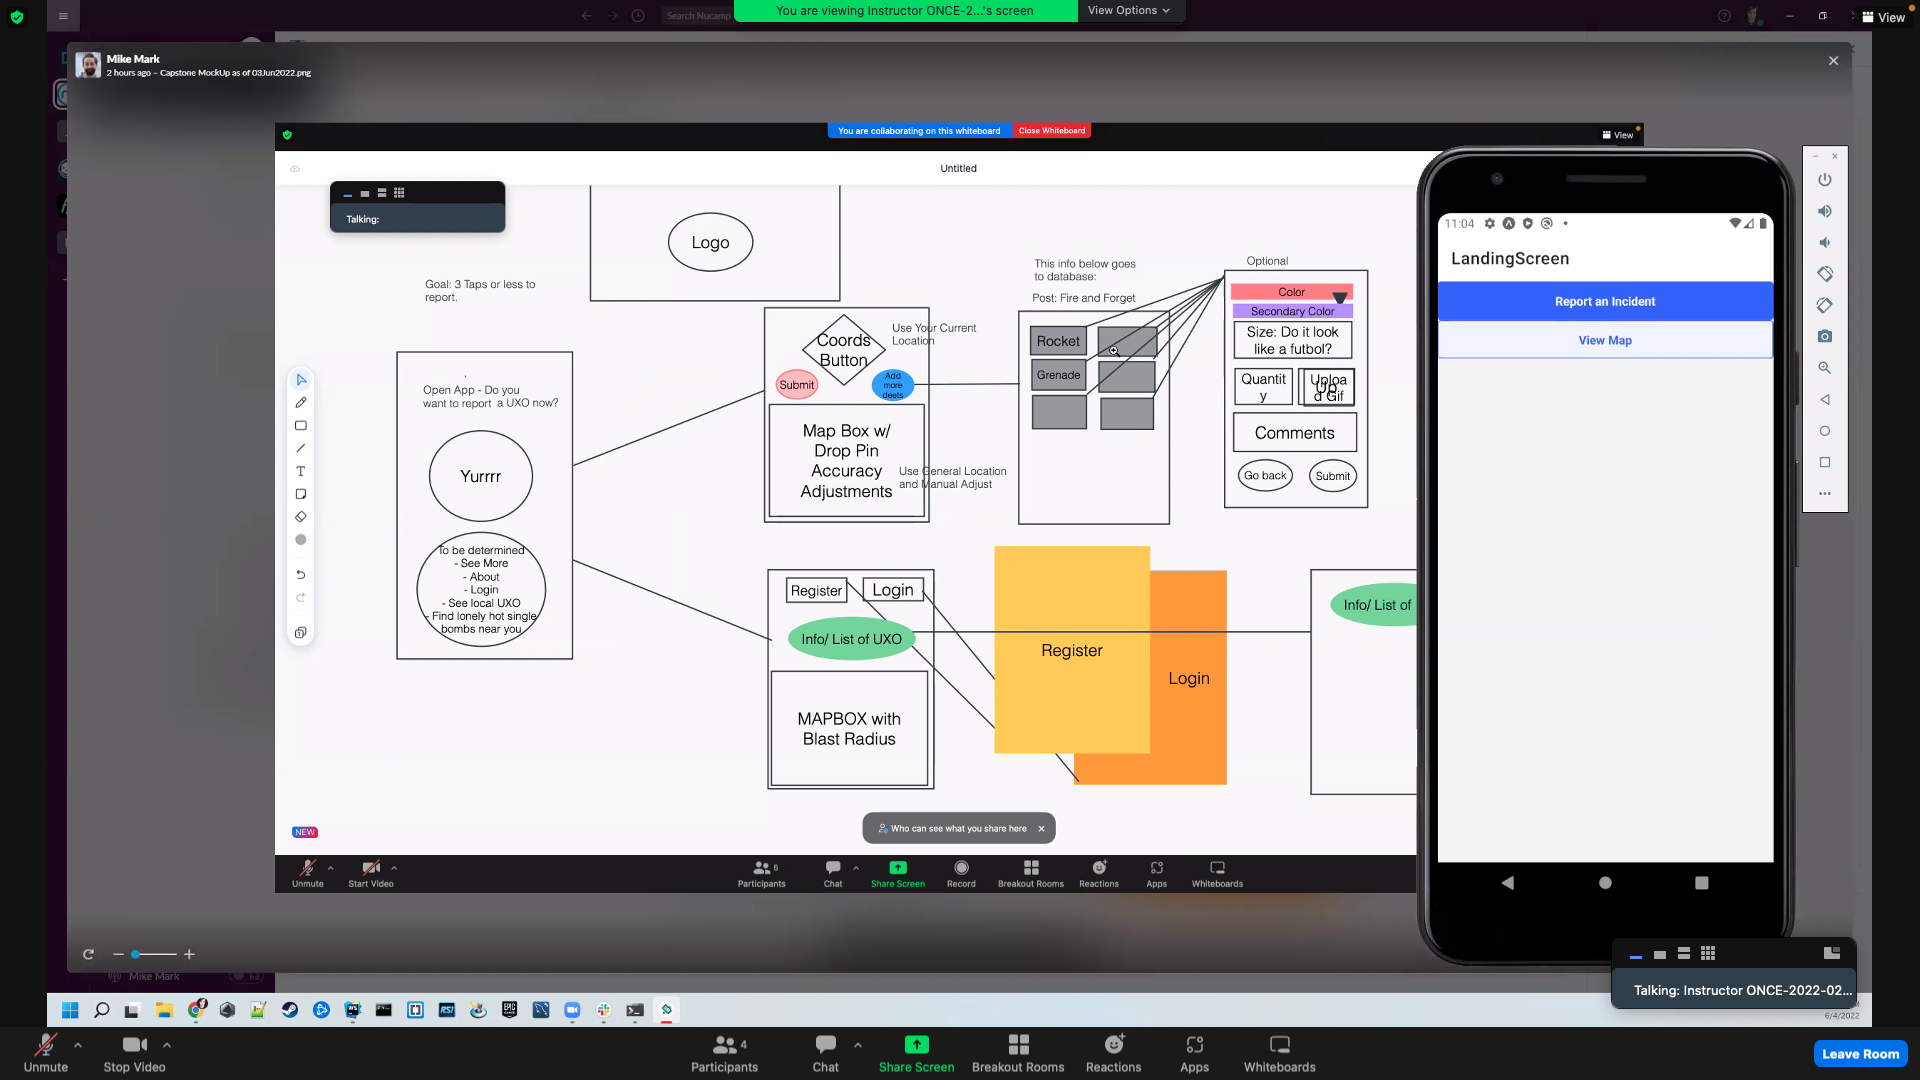 You are viewing Instructor ONCE-2...'s screen
View Options
View
Search Nucamp
Mike Mark
2 hours ago – Capstone MockUp as of 03Jun2022.png
You are collaborating on this whiteboard
Close Whiteboard
View
Untitled
Talking:
Logo
Goal: 3 Taps or less to
report.
Open App - Do you
want to report a UXO now?
Yurrrr
To be determined
- See More
- About
- Login
- See local UXO
- Find lonely hot single
bombs near you
Coords
Button
Use Your Current
Location
Submit
Add
more
deets
Map Box w/
Drop Pin
Accuracy
Adjustments
Use General Location
and Manual Adjust
This info below goes
to database:
Post: Fire and Forget
Rocket
Grenade
Optional
Color
Secondary Color
Size: Do it look
like a futbol?
Quantit
y
Uploa
d Gif
Up
Comments
Go back
Submit
Register
Login
Info/ List of UXO
MAPBOX with
Blast Radius
Register
Login
Info/ List of
NEW
Who can see what you share here
Unmute
Start Video
5
Participants
Chat
Share Screen
Record
Breakout Rooms
Reactions
Apps
Whiteboards
11:04
LandingScreen
Report an Incident
View Map
Mike Mark
Talking: Instructor ONCE-2022-02...
6/4/2022
Unmute
Stop Video
4
Participants
Chat
Share Screen
Breakout Rooms
Reactions
Apps
Whiteboards
Leave Room